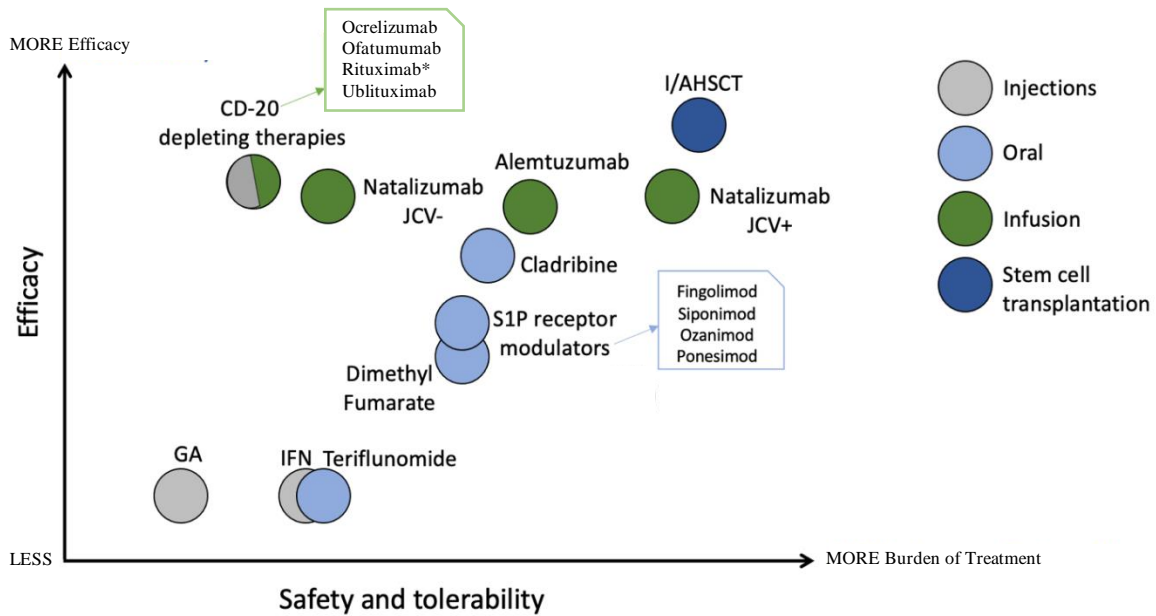 MORE Efficacy
Ocrelizumab
Ofatumumab
Rituximab*
Ublituximab
CD-20
depleting therapies
I/AHSCT
Injections
Oral
Infusion
Stem cell
transplantation
Natalizumab
JCV-
Alemtuzumab
Natalizumab
JCV+
Cladribine
S1P receptor
modulators
Fingolimod
Siponimod
Ozanimod
Ponesimod
Dimethyl
Fumarate
GA
IFN
Teriflunomide
Efficacy
LESS
MORE Burden of Treatment
Safety and tolerability